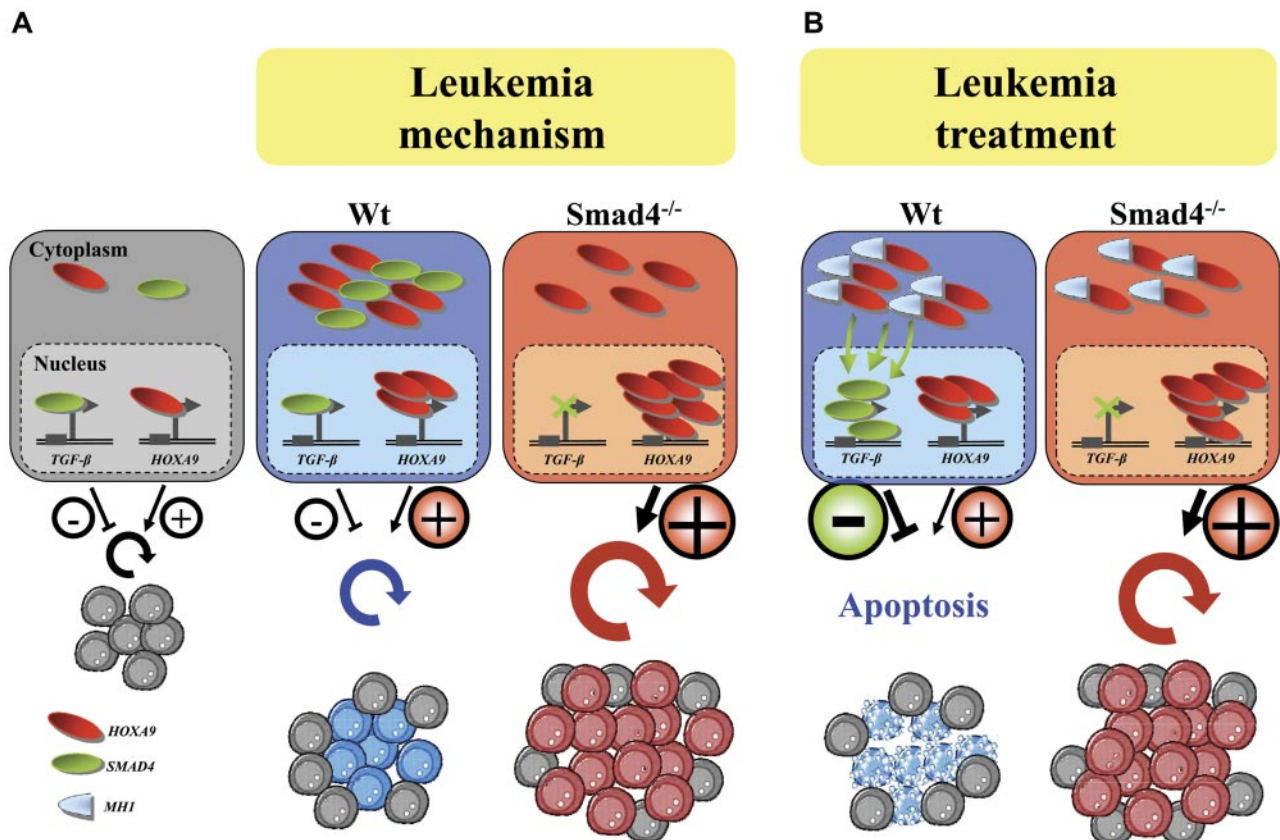 A
Leukemia
mechanism
Wt
Smad4-/-
Cytoplasm
Nucleus
TGF-β
HOXA9
TGF-β
HOXA9
TGF-β
HOXA9
-
+
-
+
+
HOXA9
SMAD4
MH1
B
Leukemia
treatment
Wt
Smad4-/-
TGF-β
HOXA9
TGF-β
HOXA9
-
+
+
Apoptosis